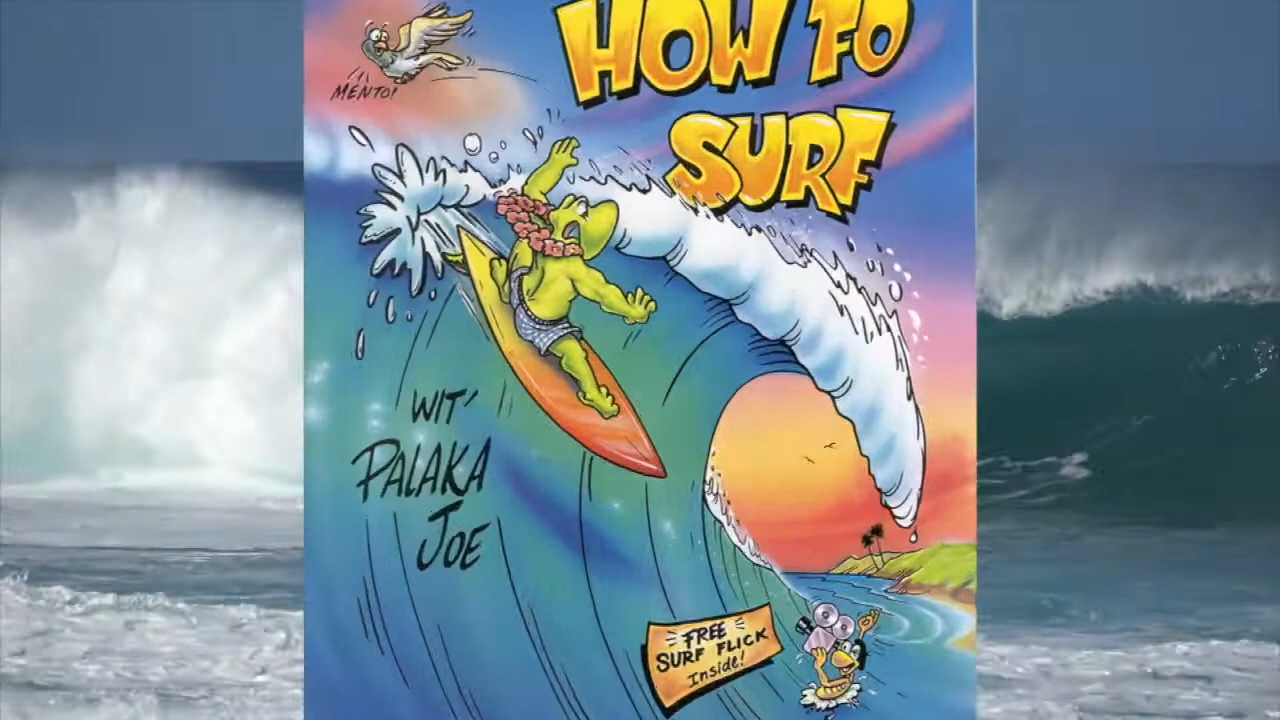 HOW TO
SURF
MENTO!
WIT'
PALAKA
JOE
FREE
SURF FLICK
Inside!